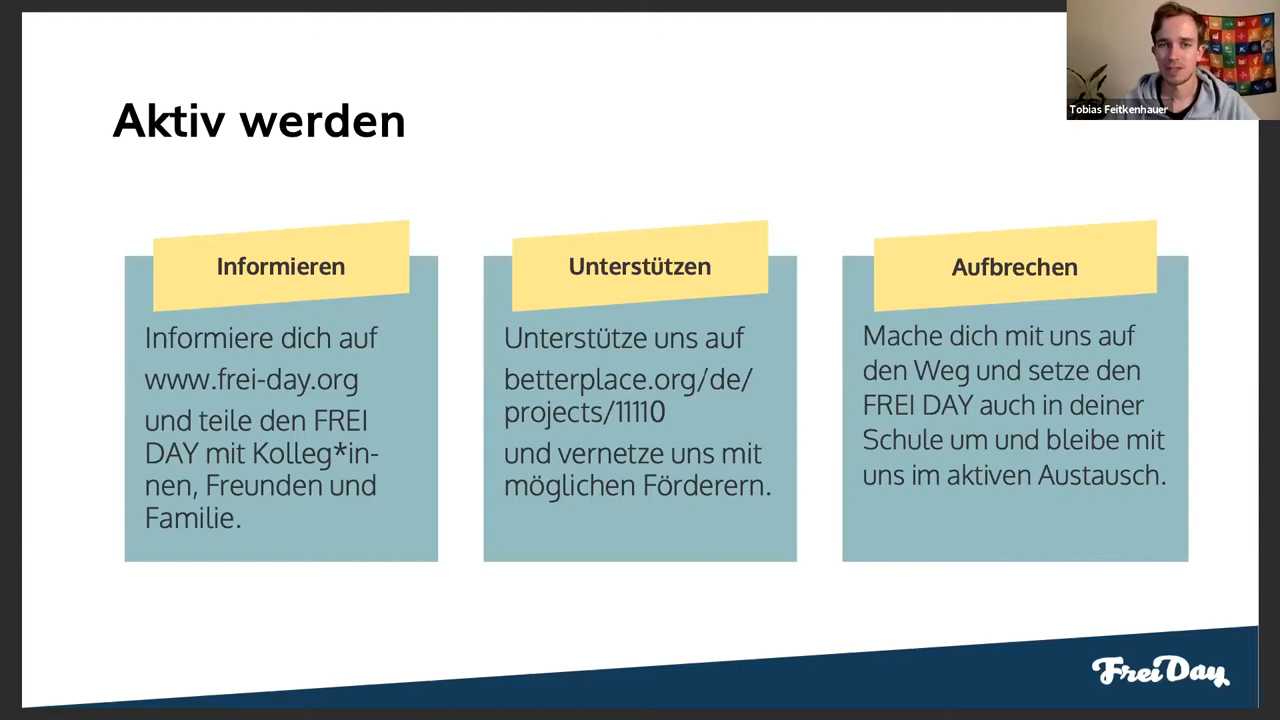 Tobias Feitkenhauer
Aktiv werden
Informieren
Informiere dich auf
www.frei-day.org
und teile den FREI
DAY mit Kolleg*in-
nen, Freunden und
Familie.
Unterstützen
Unterstütze uns auf
betterplace.org/de/
projects/11110
und vernetze uns mit
möglichen Förderern.
Aufbrechen
Mache dich mit uns auf
den Weg und setze den
FREI DAY auch in deiner
Schule um und bleibe mit
uns im aktiven Austausch.
Frei Day